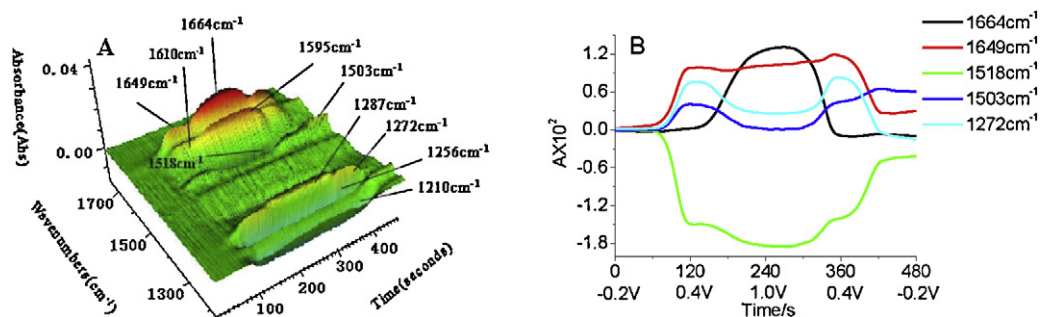 A
1664cm-1
1610cm-1
1649cm-1
1595cm-1
1503cm-1
1287cm-1
1272cm-1
1256cm-1
1210cm-1
1518cm-1
Absorbance(Abs)
0.04
0.00
Wavenumbers(cm-1)
1700
1500
1300
Time(seconds)
100
200
300
400
B
AX10²
1.2
0.6
0.0
-0.6
-1.2
-1.8
0 120 240 360 480
-0.2V 0.4V 1.0V 0.4V -0.2V
Time/s
1664cm-1
1649cm-1
1518cm-1
1503cm-1
1272cm-1